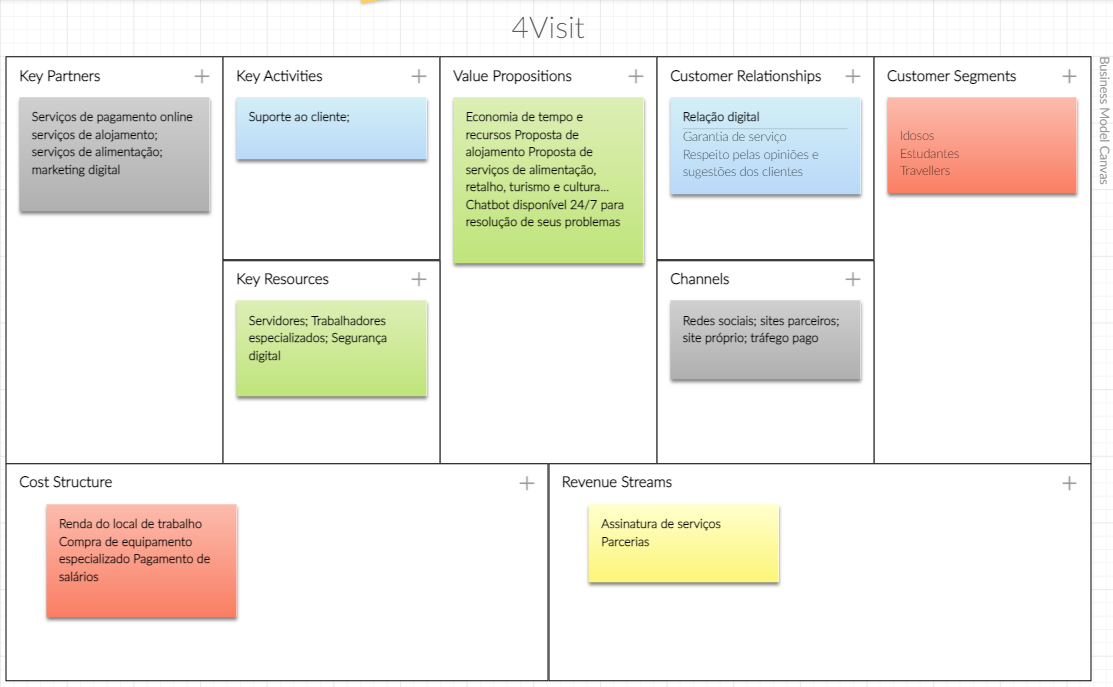 4Visit
Business Model Canvas
Key Partners
Serviços de pagamento online
serviços de alojamento;
serviços de alimentação;
marketing digital
Key Activities
Suporte ao cliente;
Key Resources
Servidores; Trabalhadores
especializados; Segurança
digital
Value Propositions
Economia de tempo e
recursos Proposta de
alojamento Proposta de
serviços de alimentação,
retalho, turismo e cultura...
Chatbot disponível 24/7 para
resolução de seus problemas
Customer Relationships
Relação digital
Garantia de serviço
Respeito pelas opiniões e
sugestões dos clientes
Channels
Redes sociais; sites parceiros;
site próprio; tráfego pago
Customer Segments
Idosos
Estudantes
Travellers
Cost Structure
Renda do local de trabalho
Compra de equipamento
especializado Pagamento de
salários
Revenue Streams
Assinatura de serviços
Parcerias